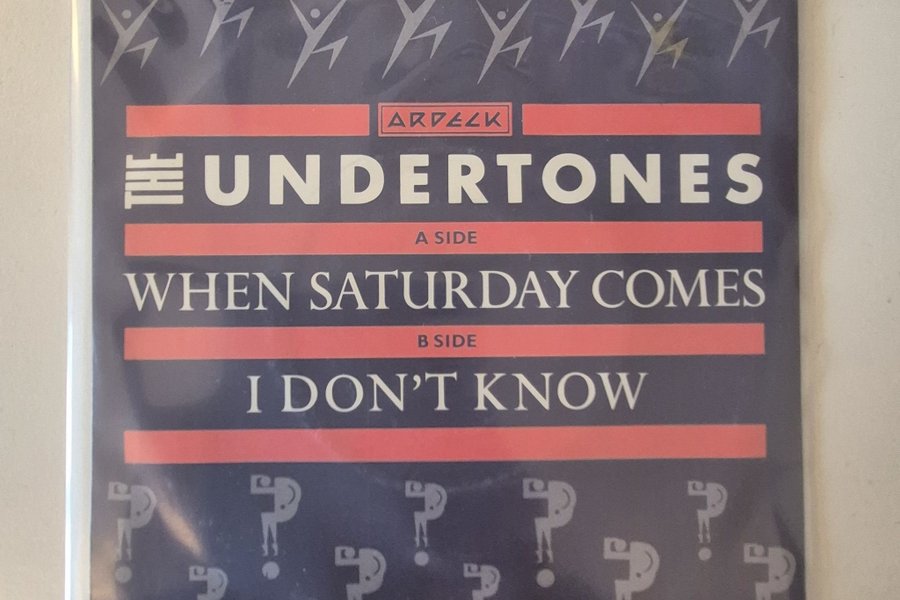 ARDECK
THE UNDERTONES
A SIDE
WHEN SATURDAY COMES
B SIDE
I DON'T KNOW